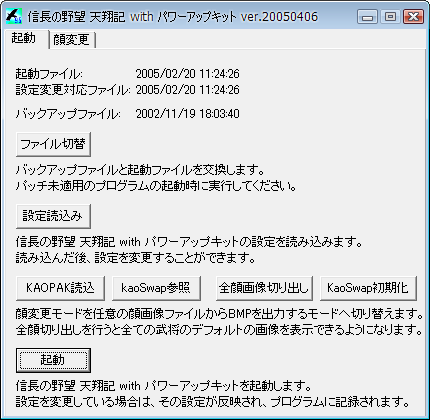 信長の野望 天翔記 with パワーアップキット ver.20050406
起動 顔変更
起動ファイル: 2005/02/20 11:24:26
設定変更対応ファイル: 2005/02/20 11:24:26
バックアップファイル: 2002/11/19 18:03:40
ファイル切替
バックアップファイルと起動ファイルを交換します。
パッチ未適用のプログラムの起動時に実行してください。
設定読込み
信長の野望 天翔記 with パワーアップキットの設定を読み込みます。
読み込んだ後、設定を変更することができます。
KAOPAK読込 kaoSwap参照 全顔画像切り出し KaoSwap初期化
顔変更モードを任意の顔画像ファイルからBMPを出力するモードへ切り替えます。
全顔切り出しを行うと全ての武将のデフォルトの画像を表示できるようになります。
起動
信長の野望 天翔記 with パワーアップキットを起動します。
設定を変更している場合は、その設定が反映され、プログラムに記録されます。